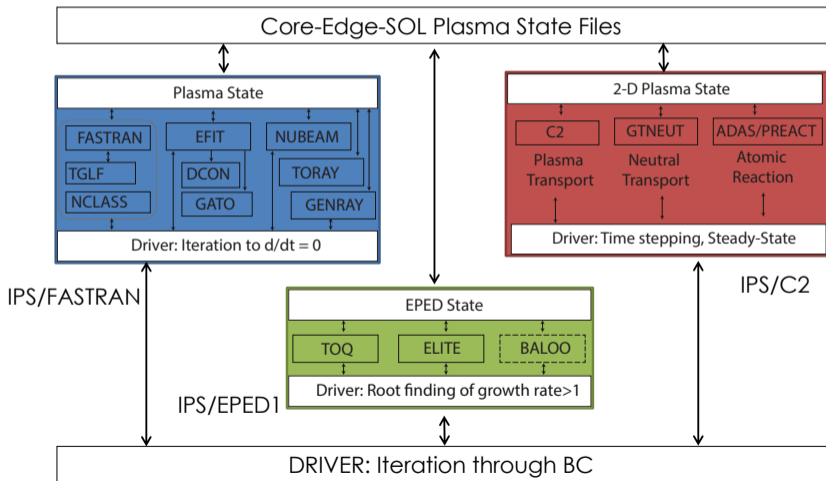 Core-Edge-SOL Plasma State Files
Plasma State
FASTRAN
EFIT
NUBEAM
TGLF
DCON
TORAY
NCLASS
GATO
GENRAY
Driver: Iteration to d/dt = 0
IPS/FASTRAN
2-D Plasma State
C2
GTNEUT
ADAS/PREACT
Plasma
Transport
Neutral
Transport
Atomic
Reaction
Driver: Time stepping, Steady-State
IPS/C2
EPED State
TOQ
ELITE
BALOO
Driver: Root finding of growth rate>1
IPS/EPED1
DRIVER: Iteration through BC